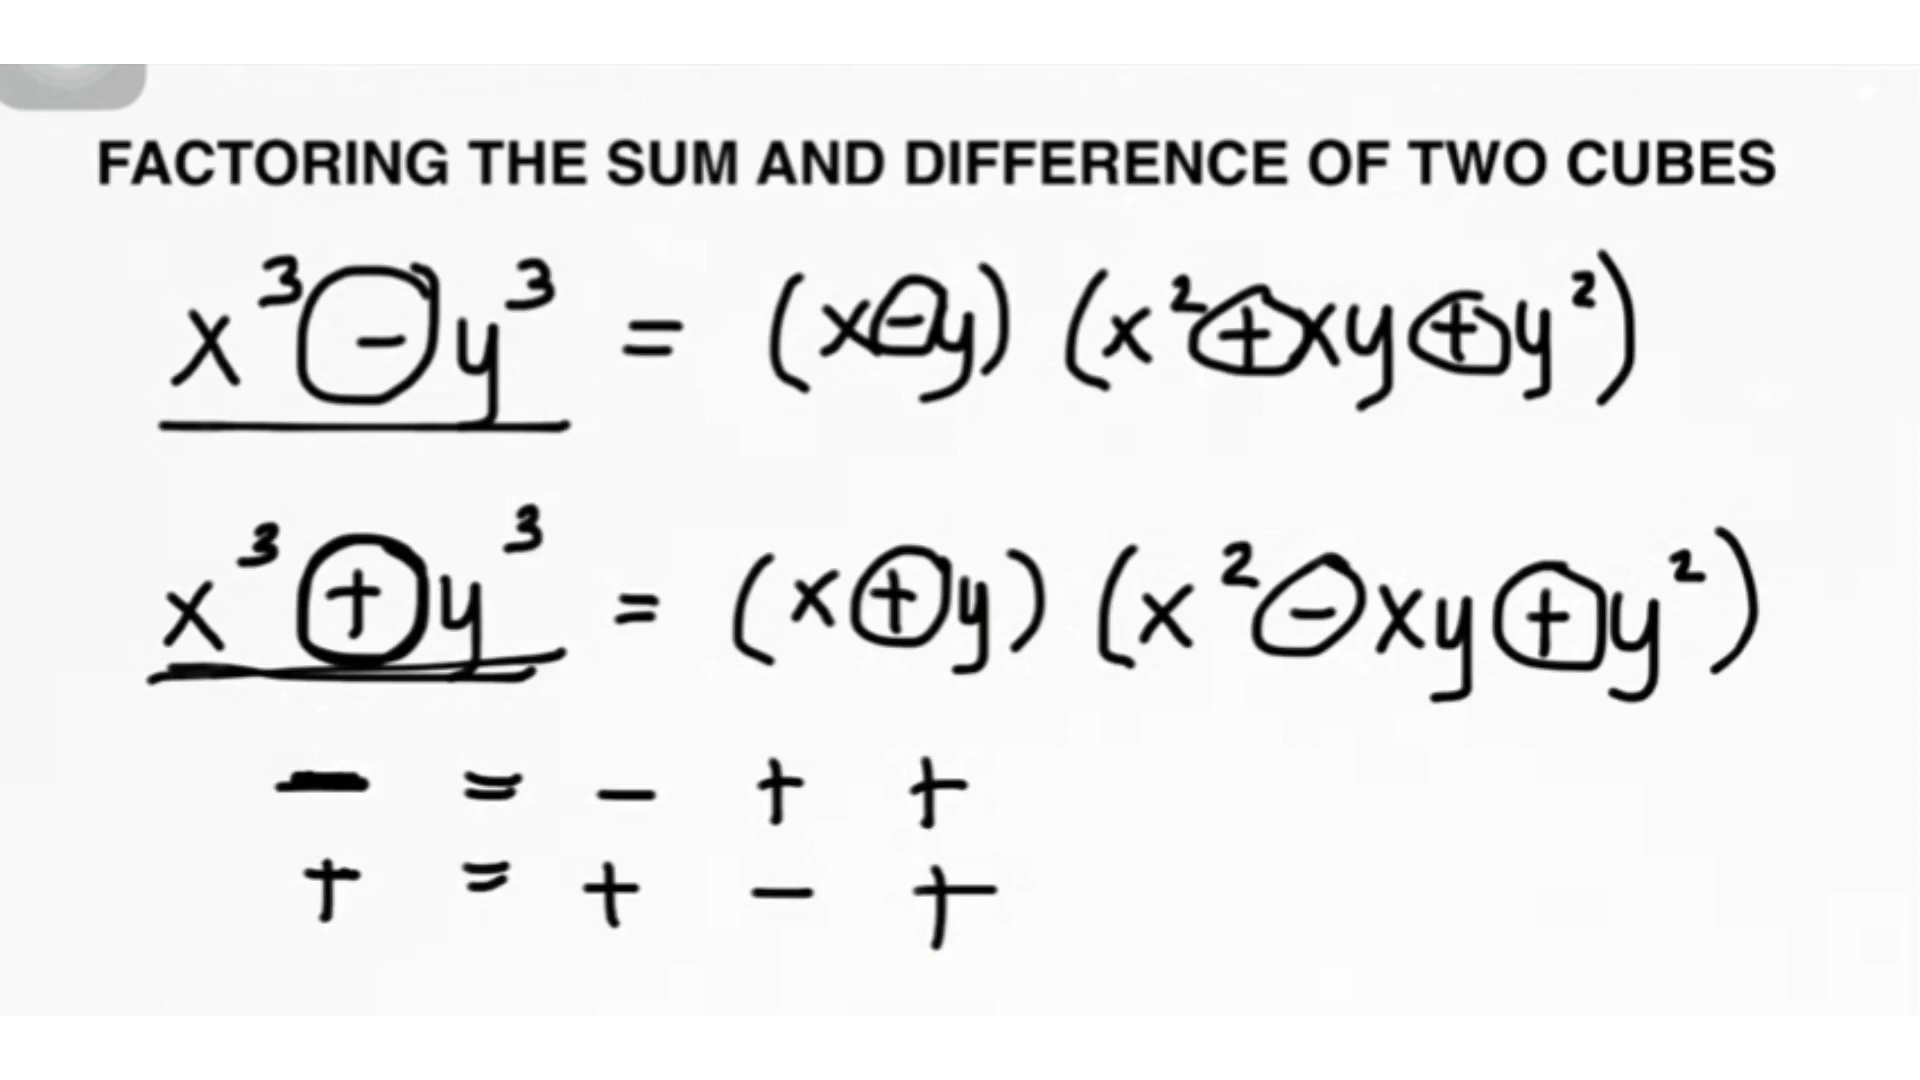 FACTORING THE SUM AND DIFFERENCE OF TWO CUBES
x³ - y³ = (x-y) (x²+xy+y²)
x³ + y³ = (x+y) (x²-xy+y²)
- = - + +
+ = + - +